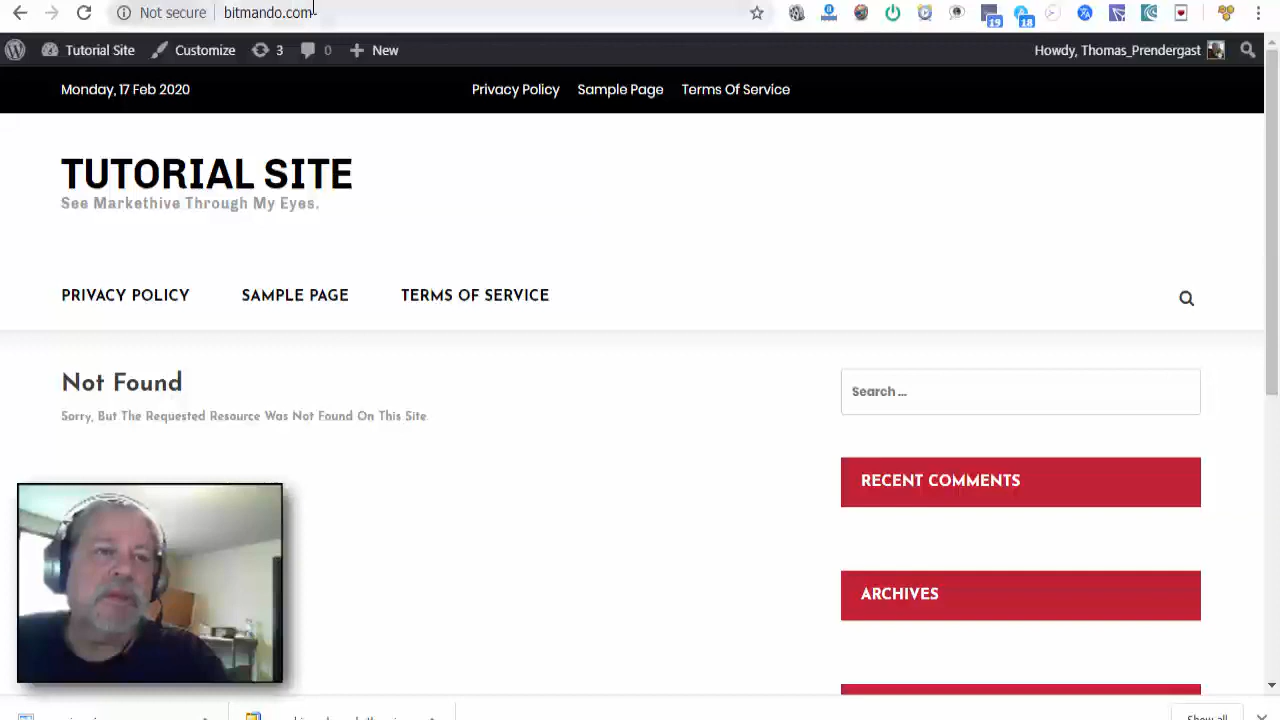 Not secure bitmando.com
19 18
Tutorial Site Customize 3 0 New Howdy, Thomas_Prendergast
Monday, 17 Feb 2020 Privacy Policy Sample Page Terms Of Service
TUTORIAL SITE
See Markethive Through My Eyes.
PRIVACY POLICY SAMPLE PAGE TERMS OF SERVICE
Not Found
Sorry, But The Requested Resource Was Not Found On This Site.
Search ...
RECENT COMMENTS
ARCHIVES
Show all